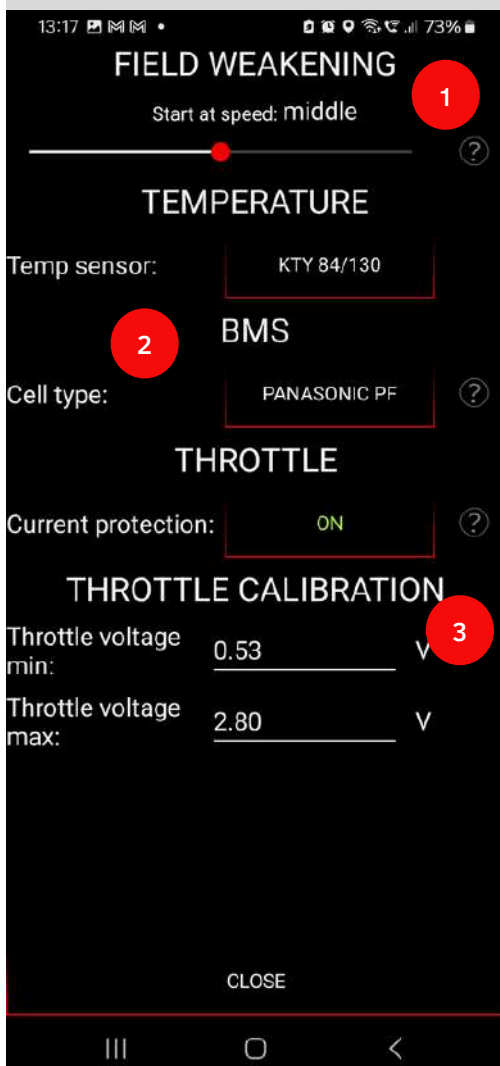 13:17 73%
FIELD WEAKENING
1
Start at speed: middle
?
TEMPERATURE
Temp sensor: KTY 84/130
2 BMS
Cell type: PANASONIC PF ?
THROTTLE
Current protection: ON ?
THROTTLE CALIBRATION
Throttle voltage min: 0.53 V 3
Throttle voltage max: 2.80 V
CLOSE